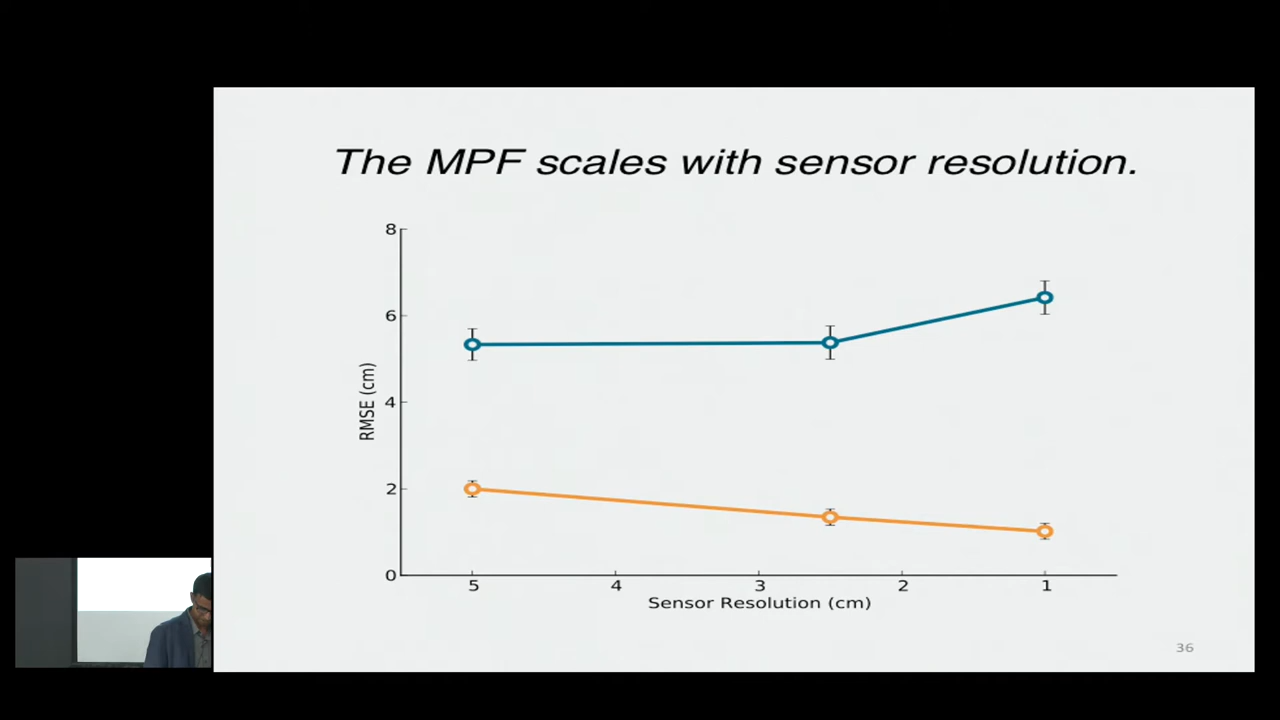 The MPF scales with sensor resolution.
8
6
4
2
0
RMSE (cm)
5 4 3 2 1
Sensor Resolution (cm)
36